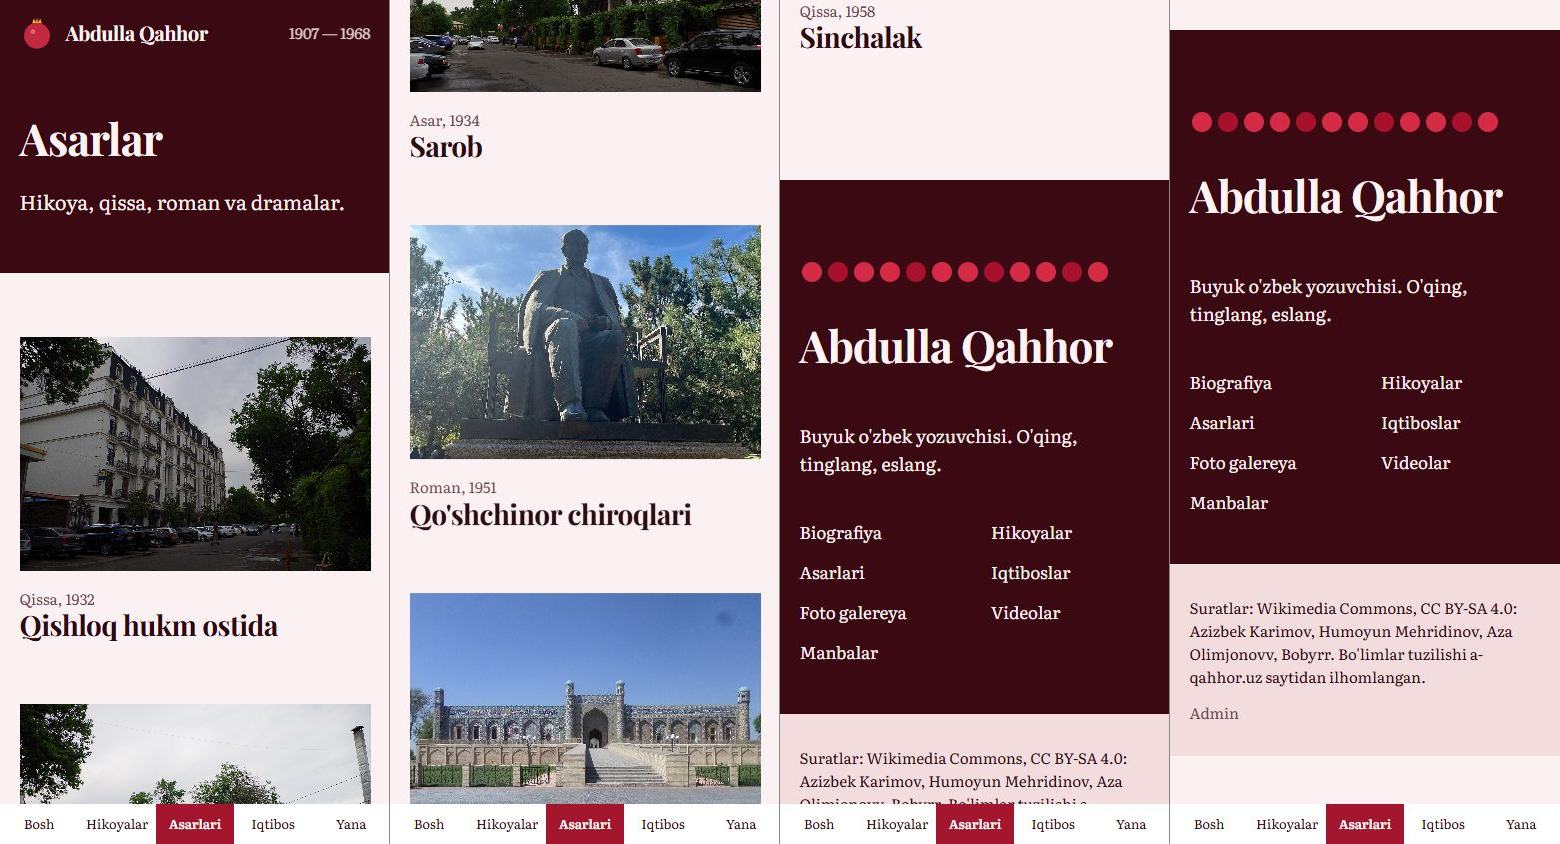 Abdulla Qahhor
1907 — 1968
Asarlar
Hikoya, qissa, roman va dramalar.
Qissa, 1932
Qishloq hukm ostida
Bosh Hikoyalar Asarlari Iqtibos Yana
Asar, 1934
Sarob
Roman, 1951
Qo'shchinor chiroqlari
Bosh Hikoyalar Asarlari Iqtibos Yana
Qissa, 1958
Sinchalak
Abdulla Qahhor
Buyuk o'zbek yozuvchisi. O'qing,
tinglang, eslang.
Biografiya Hikoyalar
Asarlari Iqtiboslar
Foto galereya Videolar
Manbalar
Suratlar: Wikimedia Commons, CC BY-SA 4.0:
Azizbek Karimov, Humoyun Mehridinov, Aza
Olimjonovv, Bobyrr. Bo'limlar tuzilishi a-
Bosh Hikoyalar Asarlari Iqtibos Yana
Abdulla Qahhor
Buyuk o'zbek yozuvchisi. O'qing,
tinglang, eslang.
Biografiya Hikoyalar
Asarlari Iqtiboslar
Foto galereya Videolar
Manbalar
Suratlar: Wikimedia Commons, CC BY-SA 4.0:
Azizbek Karimov, Humoyun Mehridinov, Aza
Olimjonovv, Bobyrr. Bo'limlar tuzilishi a-
qahhor.uz saytidan ilhomlangan.
Admin
Bosh Hikoyalar Asarlari Iqtibos Yana